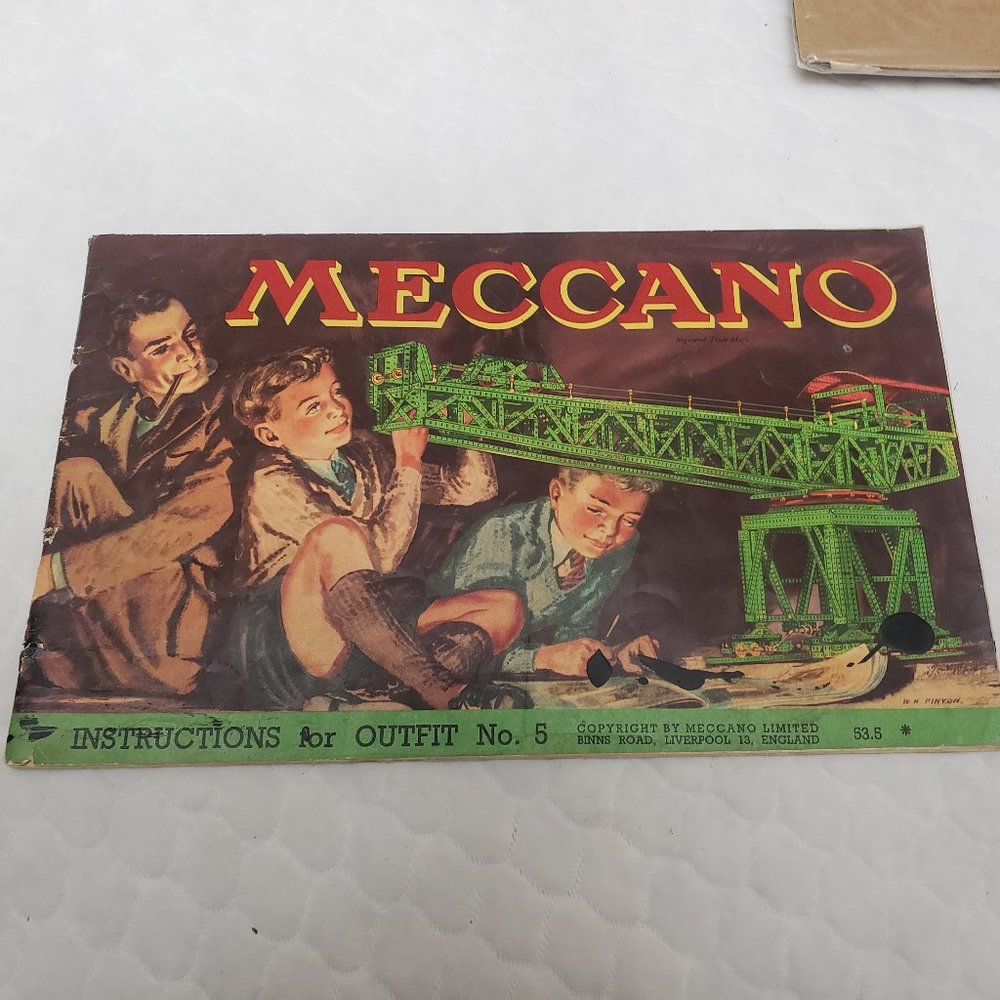 MECCANO
Registered Trade Mark
W. H. PINYON.
INSTRUCTIONS for OUTFIT No. 5
COPYRIGHT BY MECCANO LIMITED
BINNS ROAD, LIVERPOOL 13, ENGLAND
53.5 *